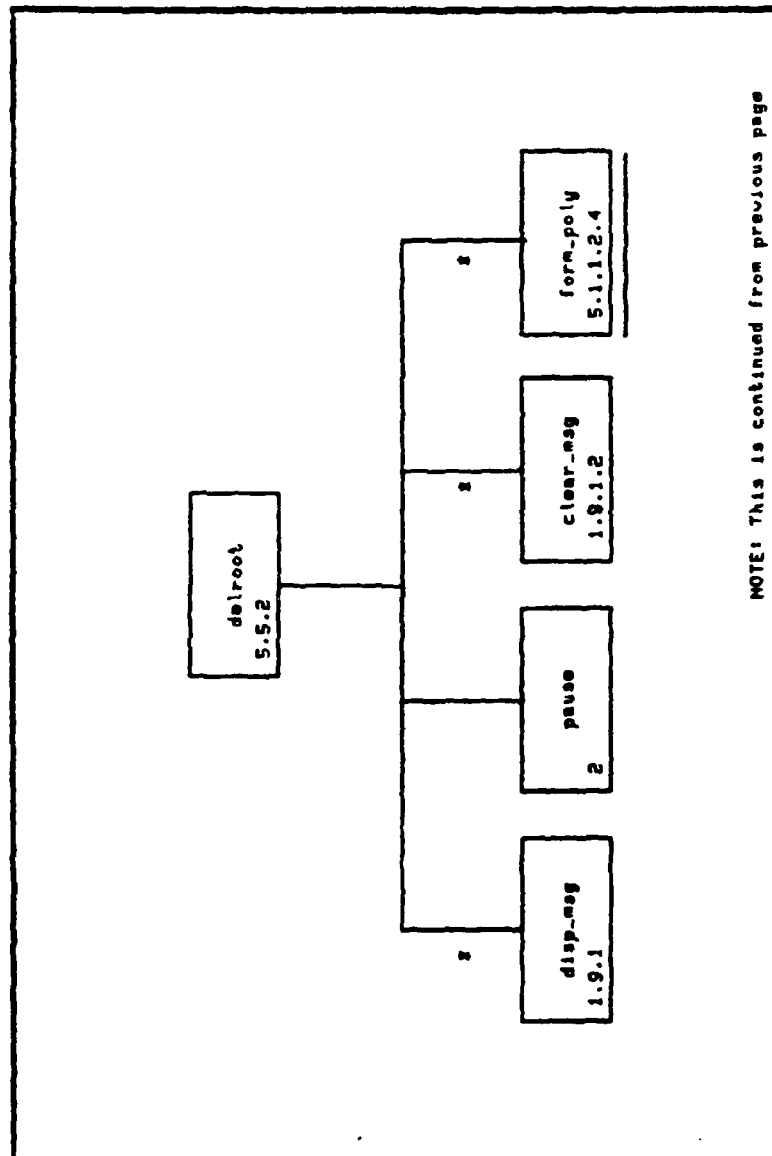 delroot
5.5.2
disp_msg
1.9.1
pause
2
clear_msg
1.9.1.2
form_poly
5.1.1.2.4
*
*
*
NOTE: This is continued from previous page